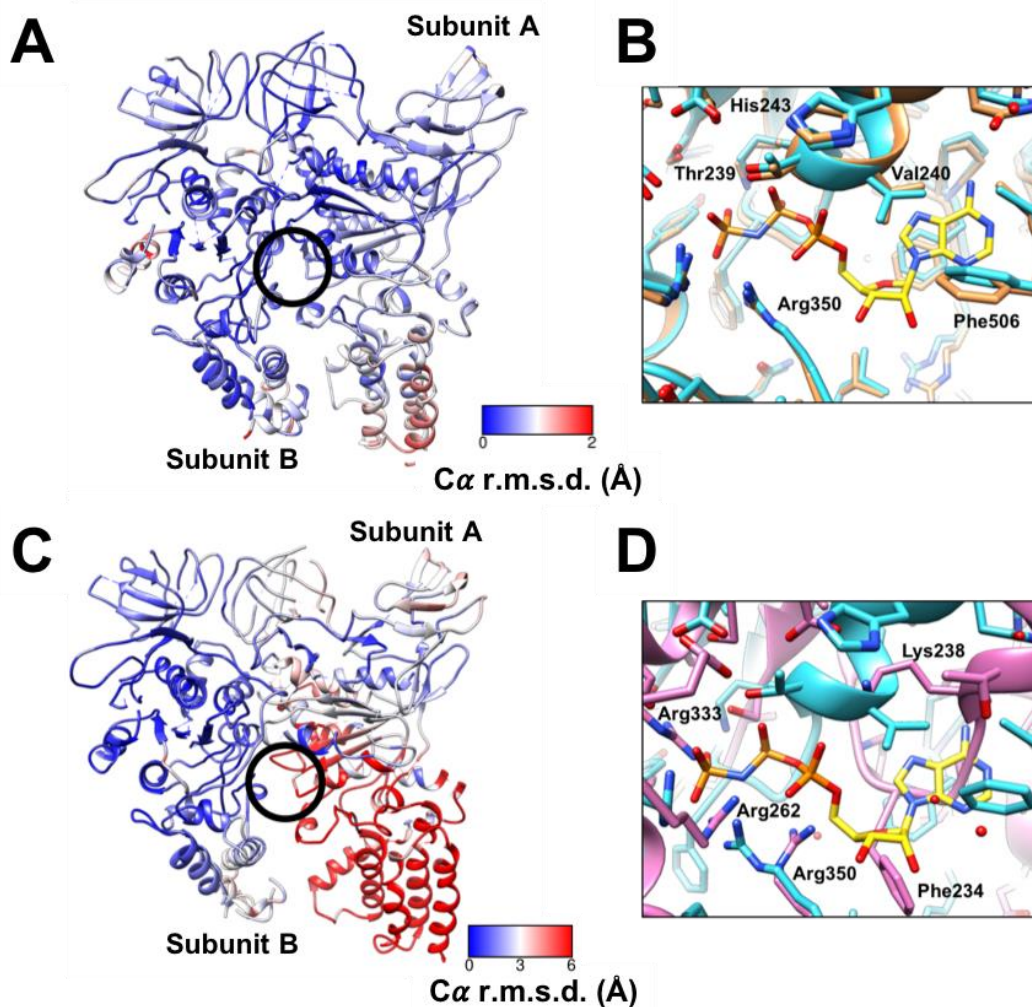 A
Subunit A
Subunit B
0 2
C𝛼 r.m.s.d. (Å)
B
His243
Thr239
Val240
Arg350
Phe506
C
Subunit A
Subunit B
0 3 6
C𝛼 r.m.s.d. (Å)
D
Lys238
Arg333
Arg262
Arg350
Phe234